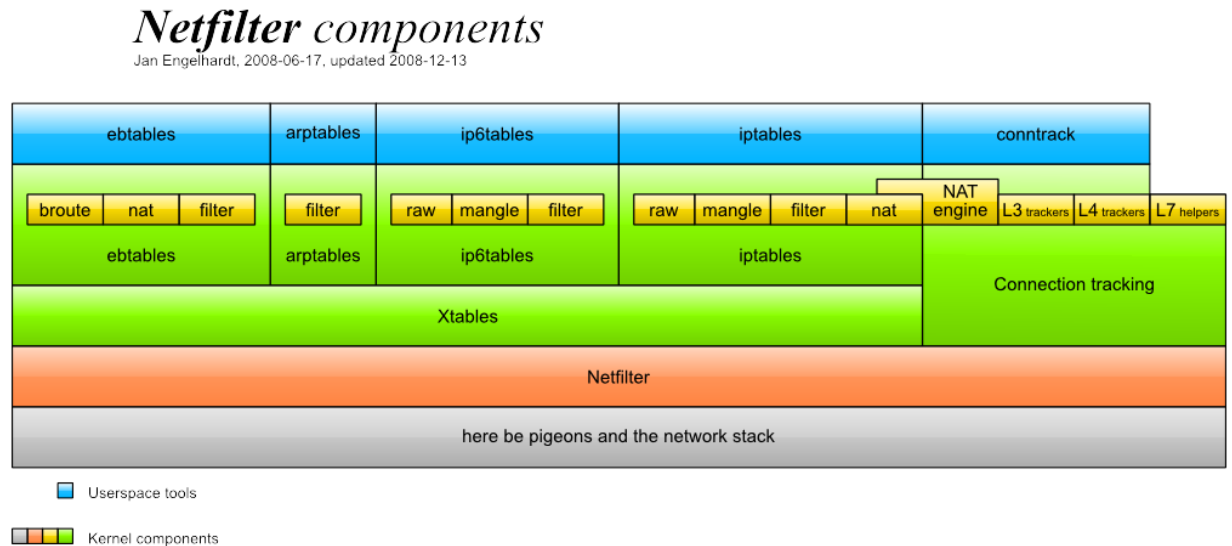 Netfilter components
Jan Engelhardt, 2008-06-17, updated 2008-12-13
ebtables arptables ip6tables iptables conntrack
broute nat filter filter raw mangle filter raw mangle filter nat NAT engine L3 trackers L4 trackers L7 helpers
ebtables arptables ip6tables iptables
Connection tracking
Xtables
Netfilter
here be pigeons and the network stack
Userspace tools
Kernel components